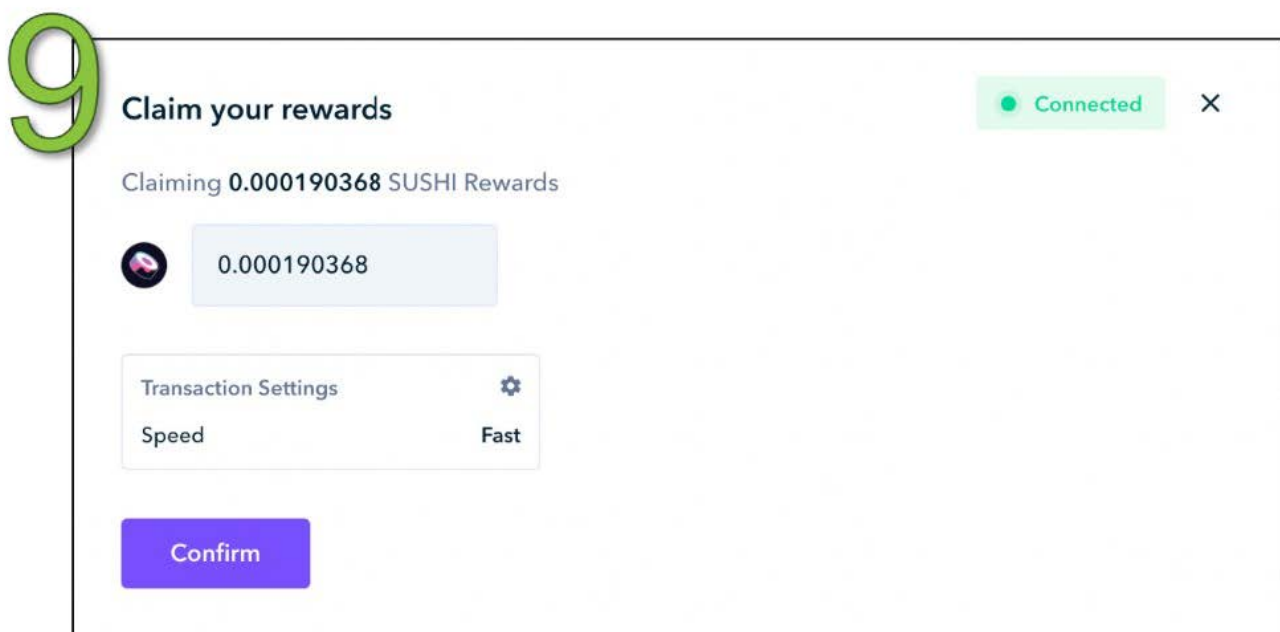 9
Claim your rewards
Connected
Claiming 0.000190368 SUSHI Rewards
0.000190368
Transaction Settings
Speed Fast
Confirm